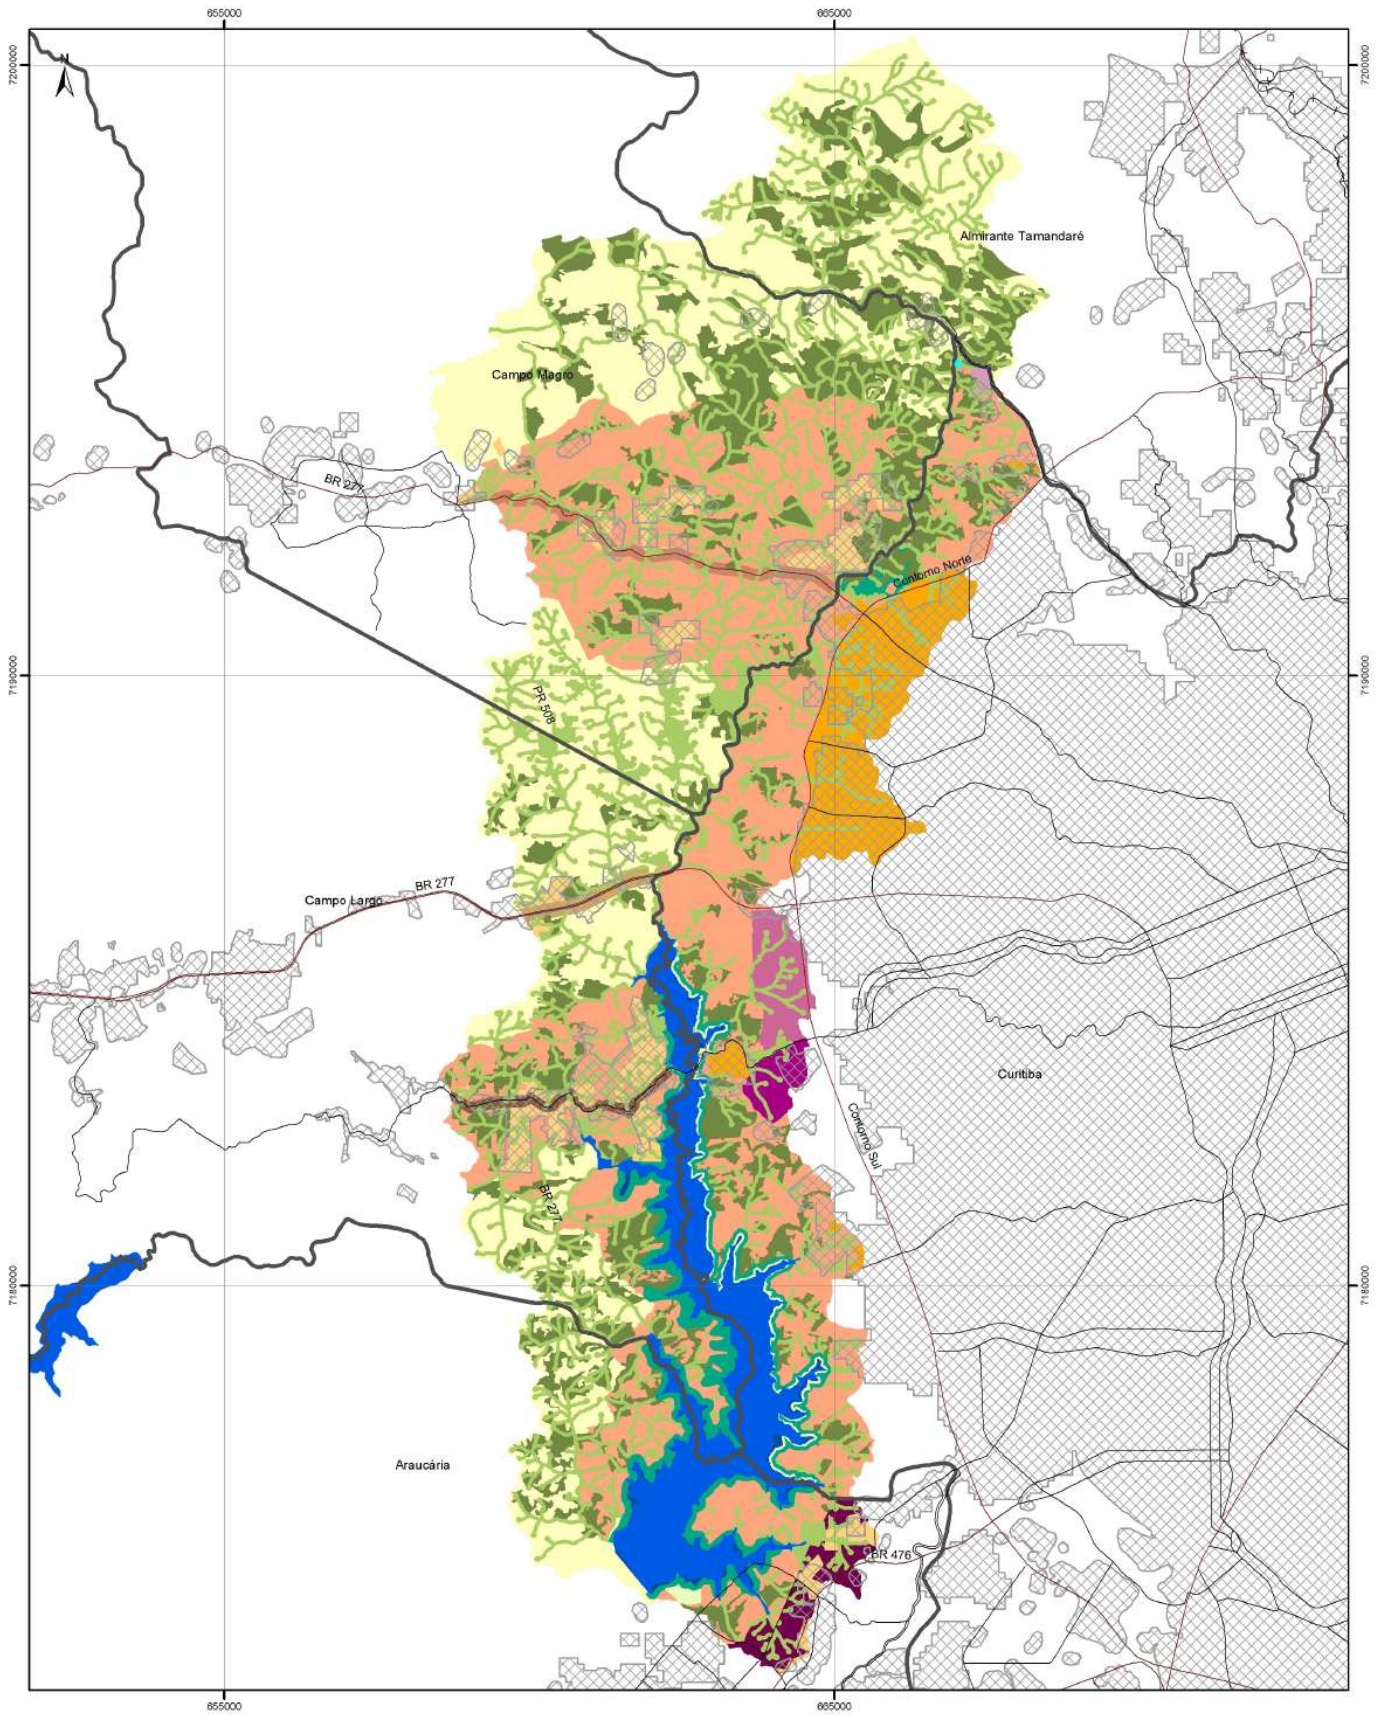 655000
665000
7200000
7200000
N
Almirante Tamandaré
Campo Magro
BR 277
Contorno Norte
7190000
7190000
PR 508
BR 277
Campo Largo
Curitiba
Contorno Sul
BR 277
7180000
7180000
Araucária
BR 476
655000
665000